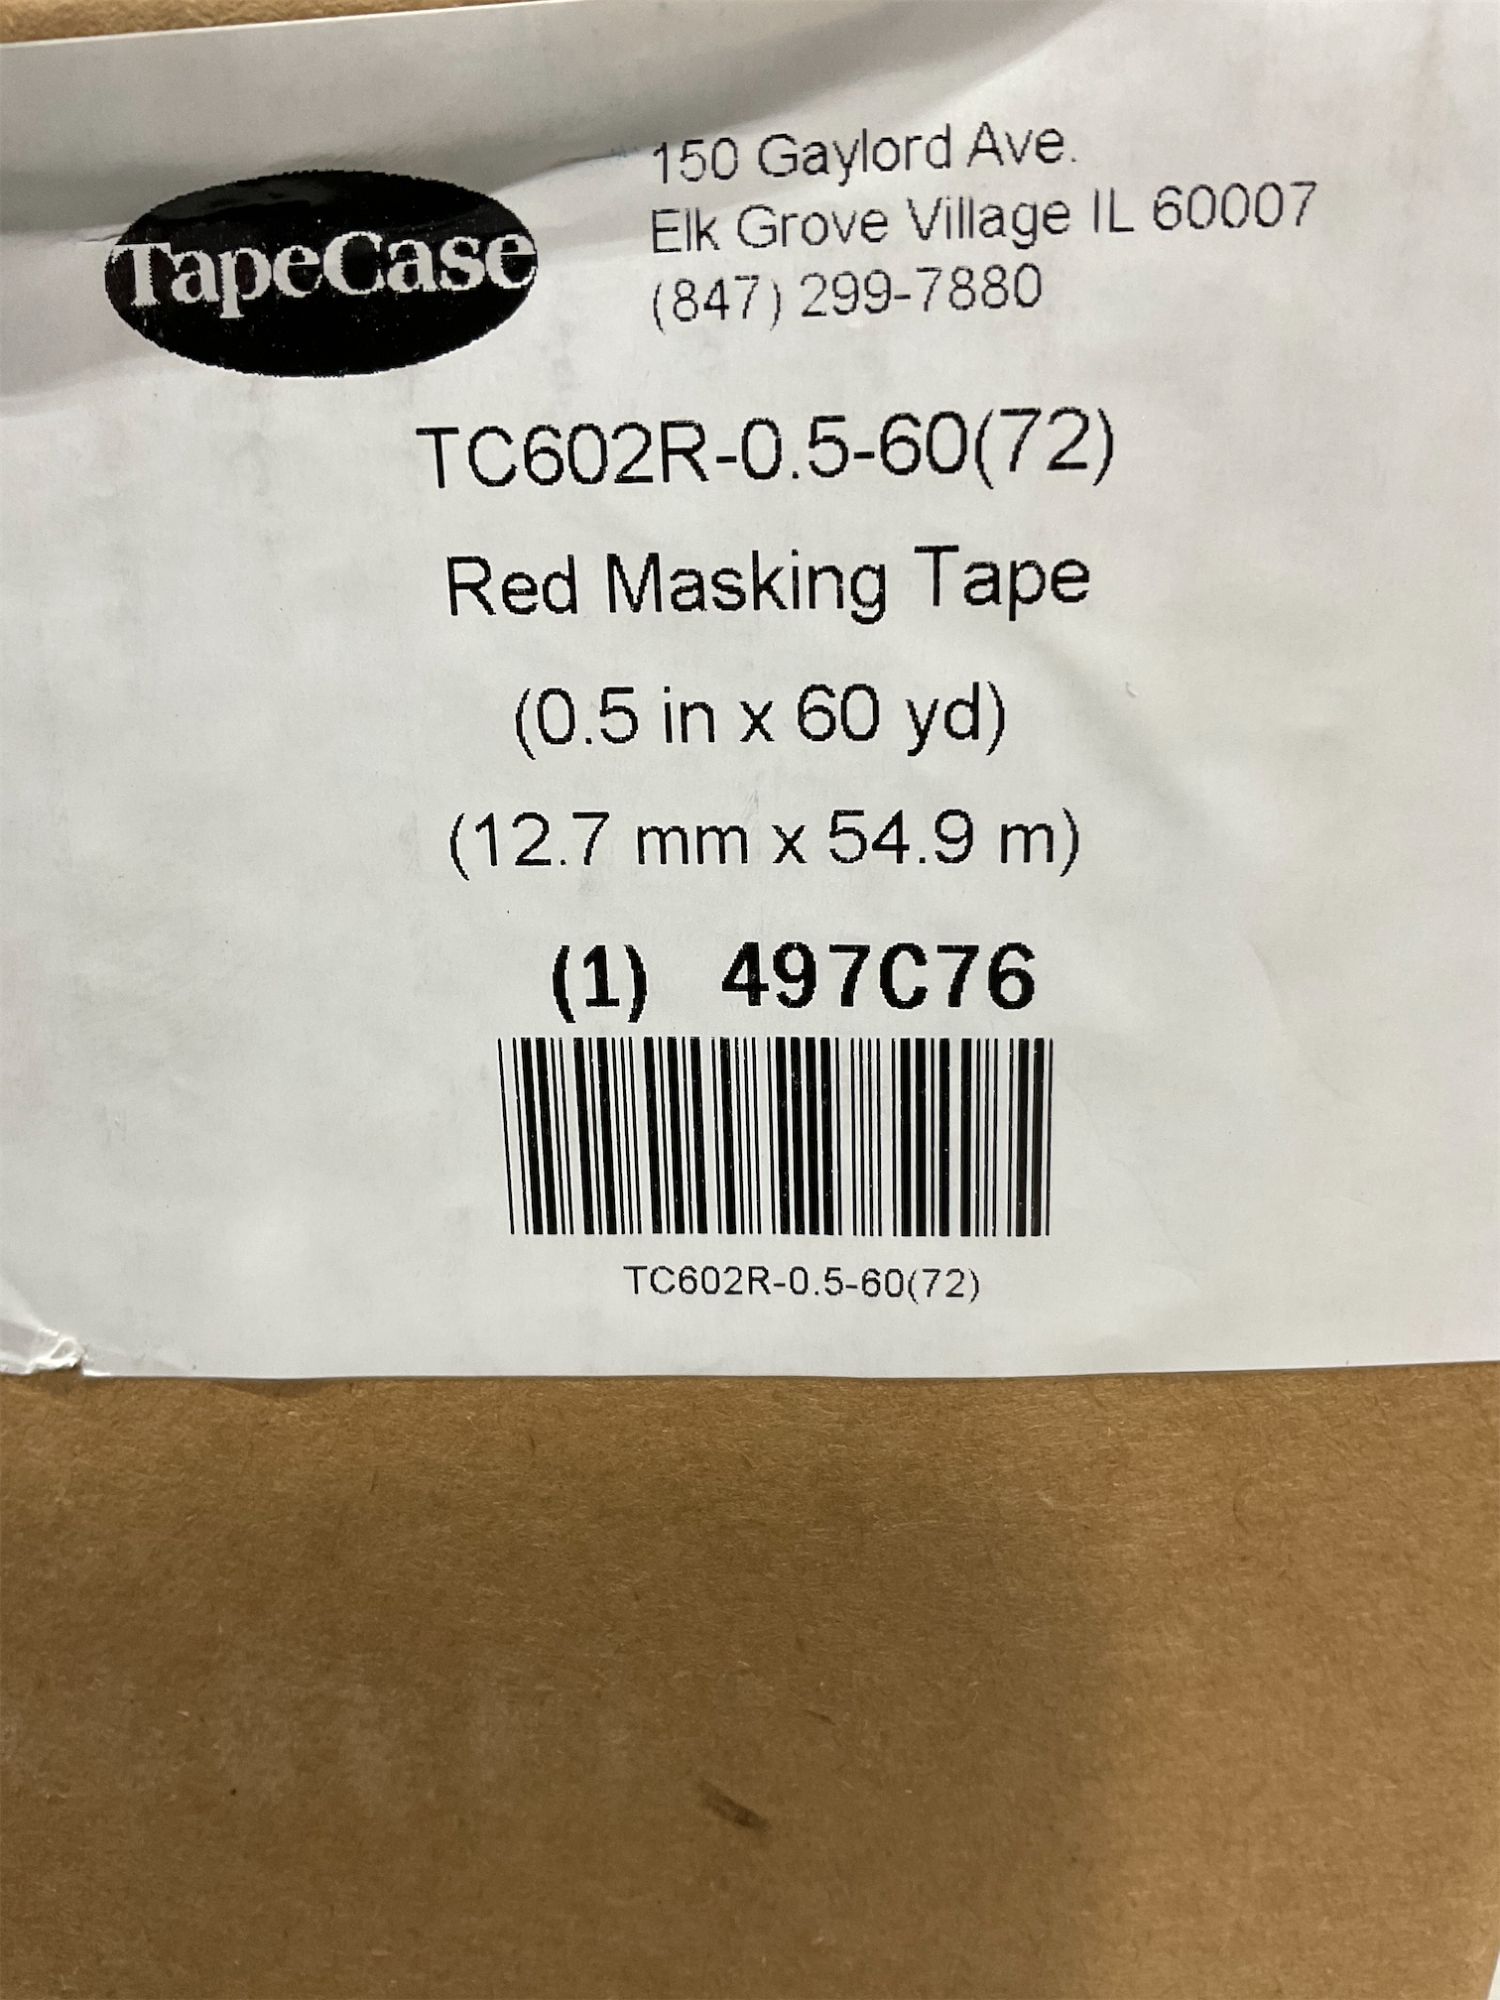 TapeCase
150 Gaylord Ave.
Elk Grove Village IL 60007
(847) 299-7880
TC602R-0.5-60(72)
Red Masking Tape
(0.5 in x 60 yd)
(12.7 mm x 54.9 m)
(1) 497C76
TC602R-0.5-60(72)